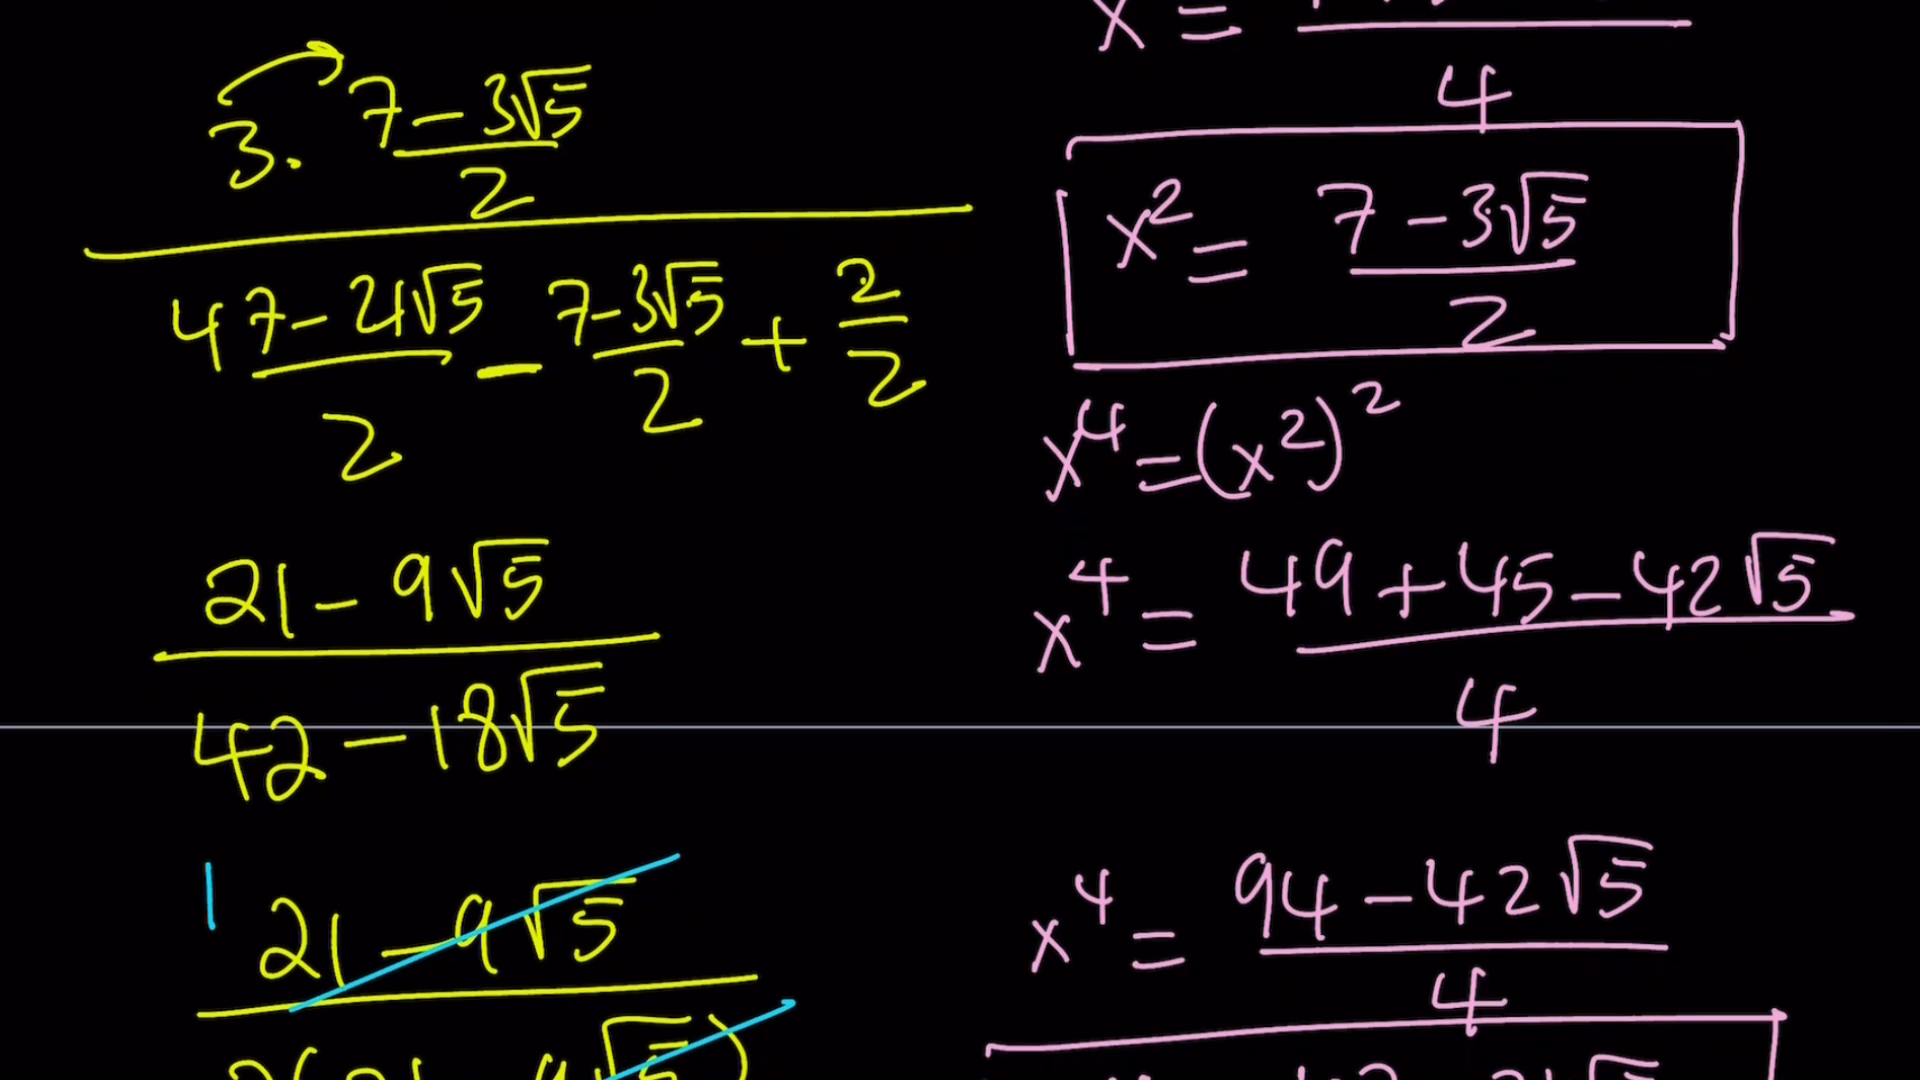 3. 7 - 3√5
2
47 - 21√5 - 7 - 3√5 + 2
2 2 2
21 - 9√5
42 - 18√5
1
21 - 9√5
x =
4
x² = 7 - 3√5
2
x⁴ = (x²)²
x⁴ = 49 + 45 - 42√5
4
x⁴ = 94 - 42√5
4